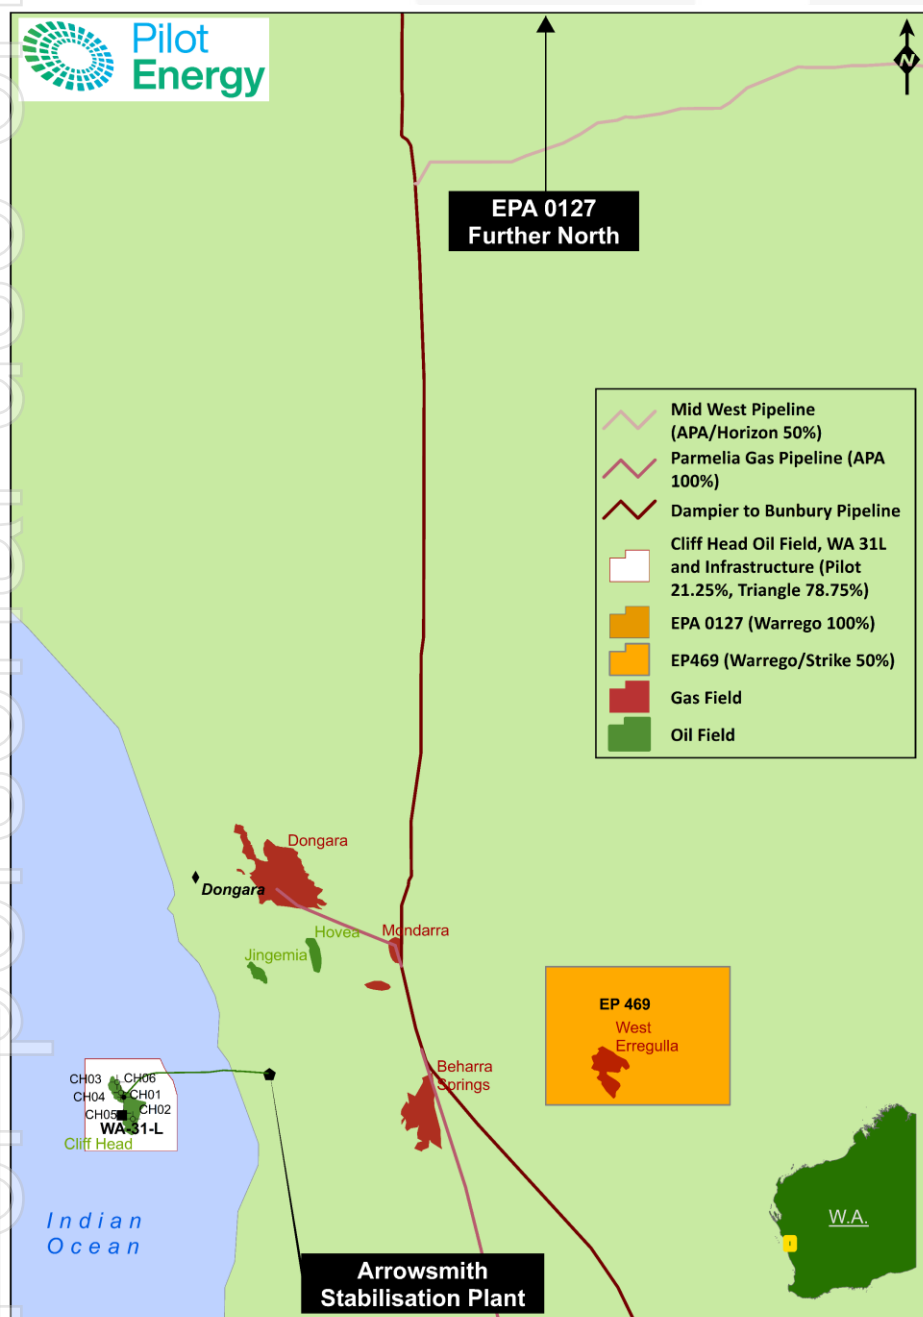 Pilot
Energy
N
EPA 0127
Further North
Mid West Pipeline
(APA/Horizon 50%)
Parmelia Gas Pipeline (APA
100%)
Dampier to Bunbury Pipeline
Cliff Head Oil Field, WA 31L
and Infrastructure (Pilot
21.25%, Triangle 78.75%)
EPA 0127 (Warrego 100%)
EP469 (Warrego/Strike 50%)
Gas Field
Oil Field
Dongara
Dongara
Hovea
Mondarra
Jingemia
EP 469
West
Erregulla
Beharra
Springs
CH03
CH06
CH04
CH01
CH05
CH02
WA-31-L
Cliff Head
Indian
Ocean
W.A.
Arrowsmith
Stabilisation Plant